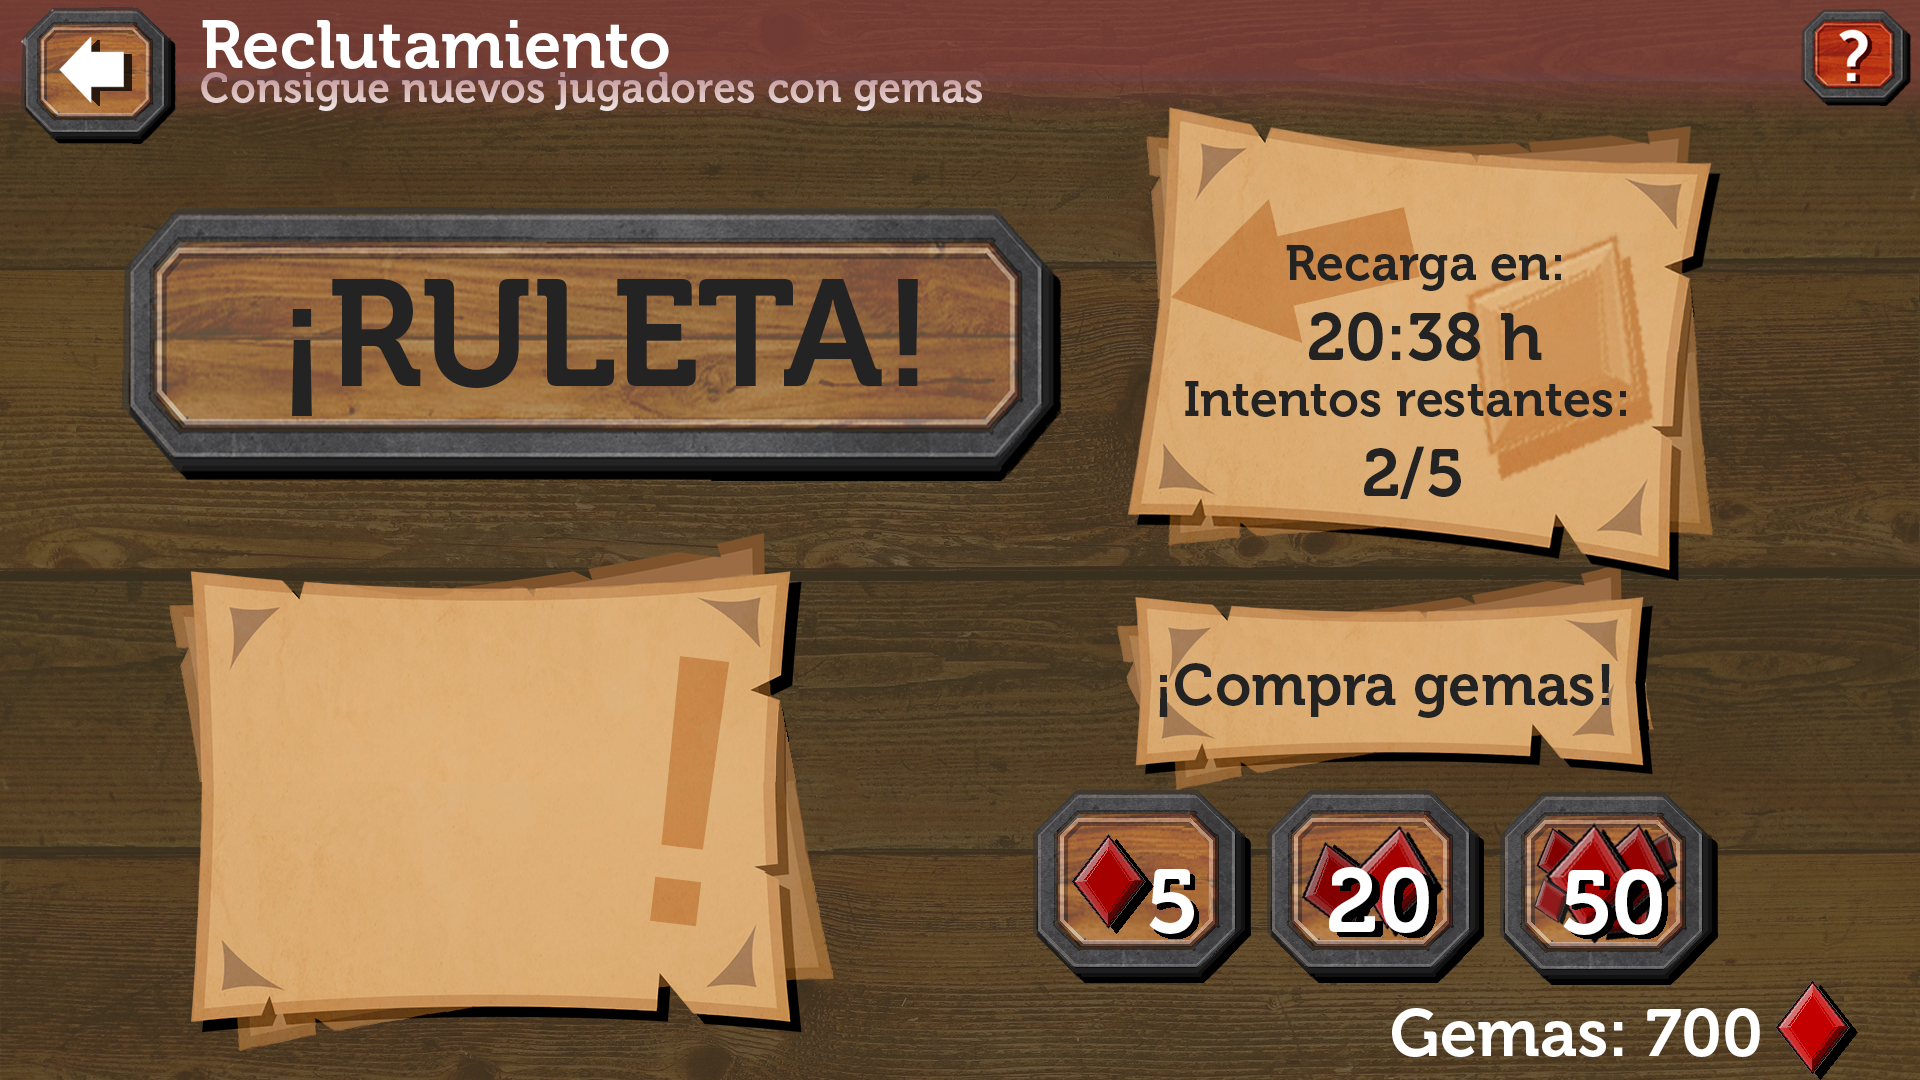 Reclutamiento
Consigue nuevos jugadores con gemas
?
¡RULETA!
Recarga en:
20:38 h
Intentos restantes:
2/5
!
¡Compra gemas!
5
20
50
Gemas: 700